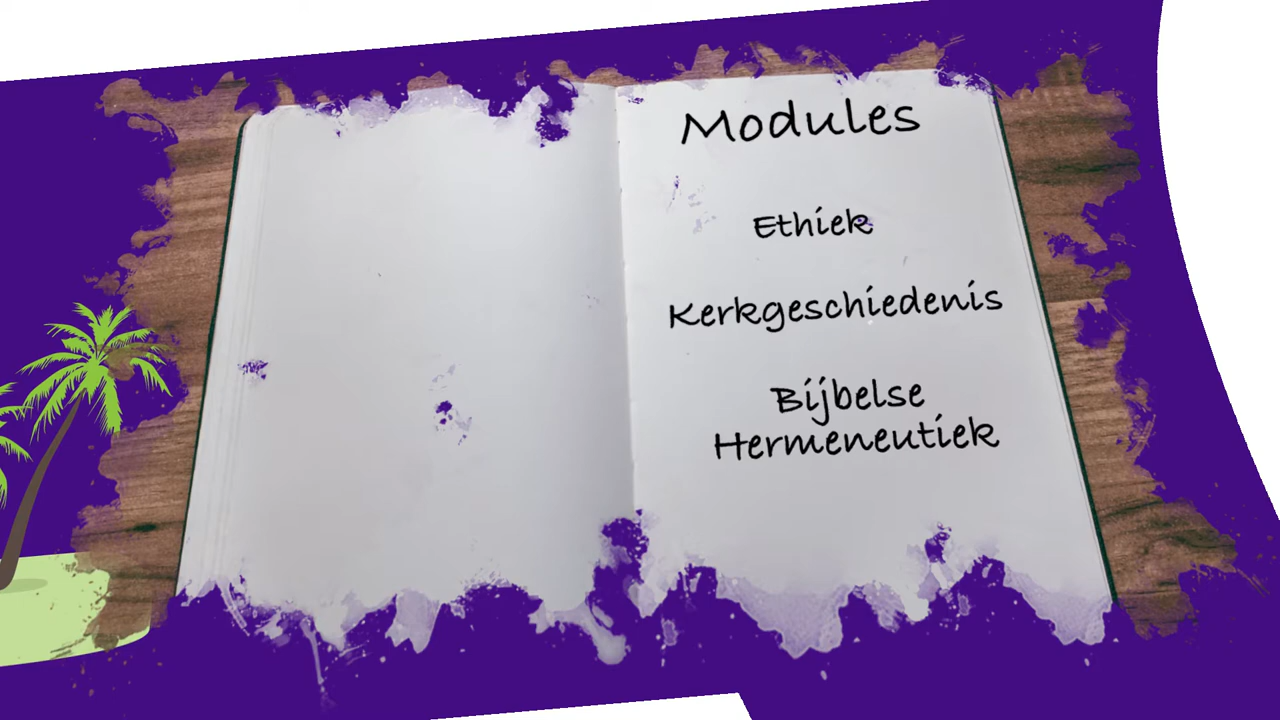 Modules
Ethiek
Kerkgeschiedenis
Bijbelse
Hermeneutiek